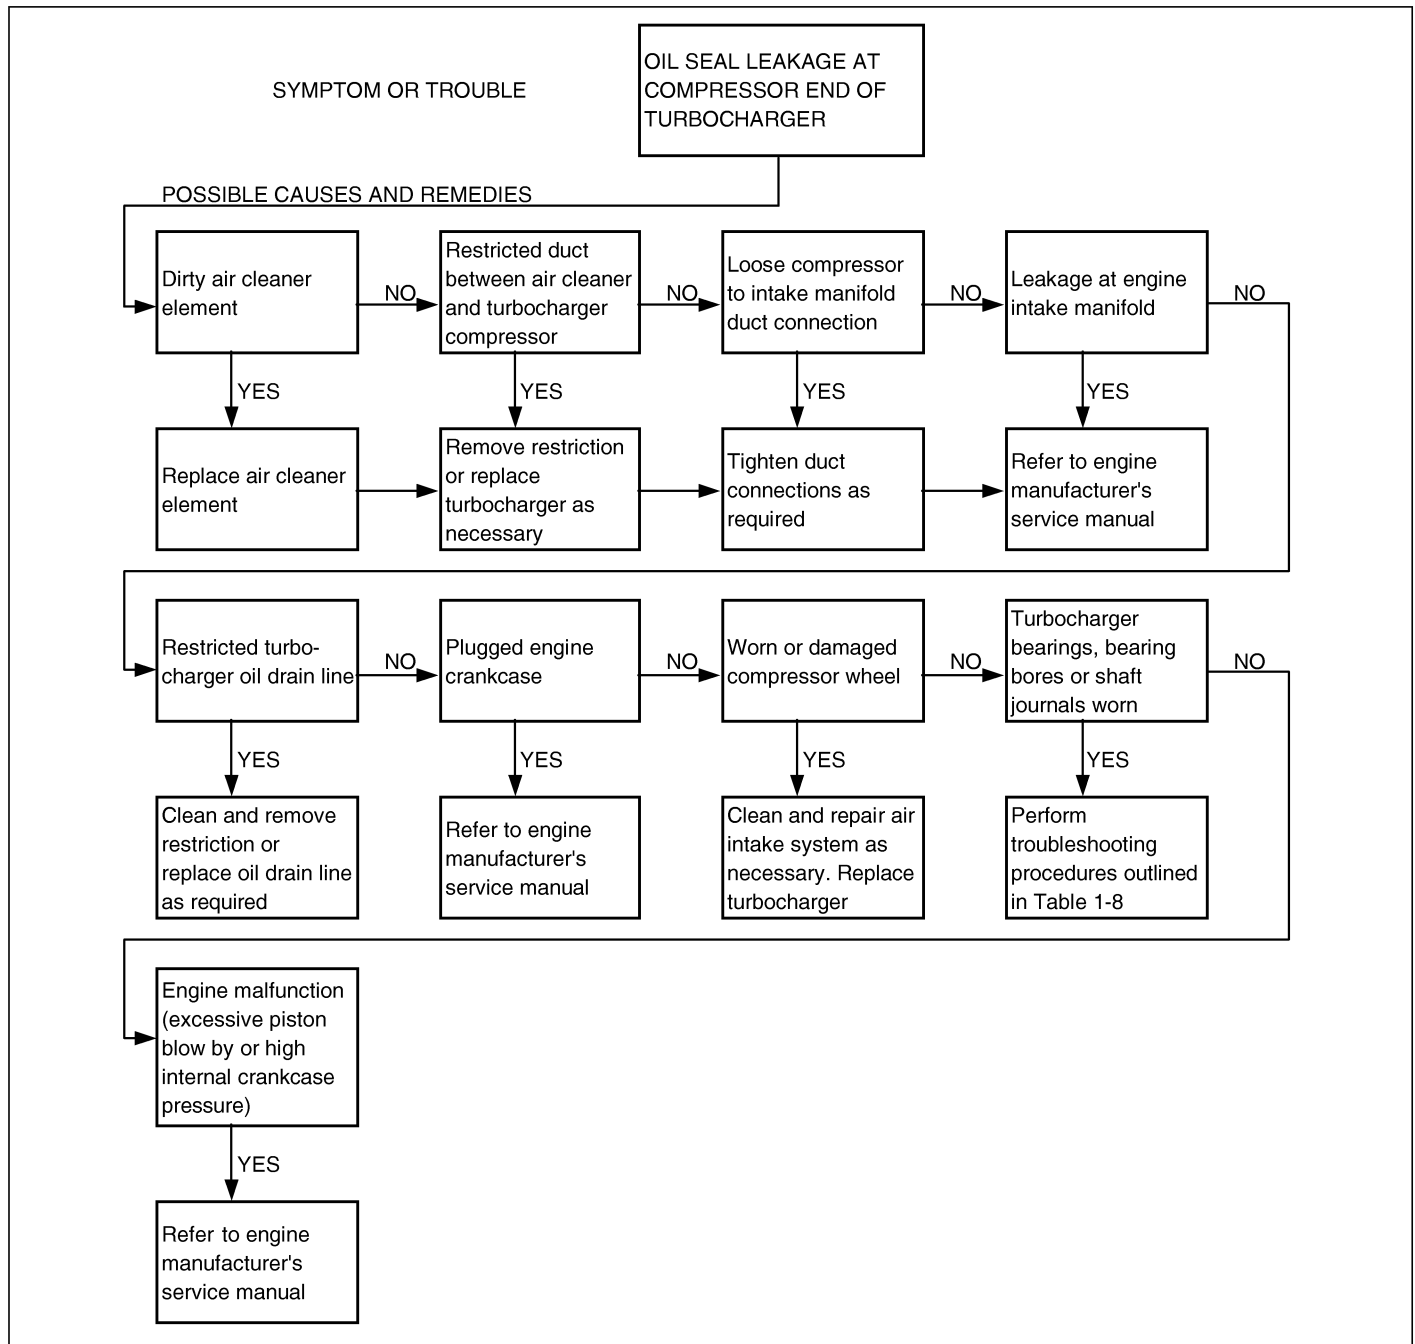 OIL SEAL LEAKAGE AT
COMPRESSOR END OF
TURBOCHARGER
SYMPTOM OR TROUBLE
POSSIBLE CAUSES AND REMEDIES
Dirty air cleaner
element
NO
Restricted duct
between air cleaner
and turbocharger
compressor
NO
Loose compressor
to intake manifold
duct connection
NO
Leakage at engine
intake manifold
NO
YES
YES
YES
YES
Replace air cleaner
element
Remove restriction
or replace
turbocharger as
necessary
Tighten duct
connections as
required
Refer to engine
manufacturer's
service manual
Restricted turbo-
charger oil drain line
NO
Plugged engine
crankcase
NO
Worn or damaged
compressor wheel
NO
Turbocharger
bearings, bearing
bores or shaft
journals worn
NO
YES
YES
YES
YES
Clean and remove
restriction or
replace oil drain line
as required
Refer to engine
manufacturer's
service manual
Clean and repair air
intake system as
necessary. Replace
turbocharger
Perform
troubleshooting
procedures outlined
in Table 1-8
Engine malfunction
(excessive piston
blow by or high
internal crankcase
pressure)
YES
Refer to engine
manufacturer's
service manual